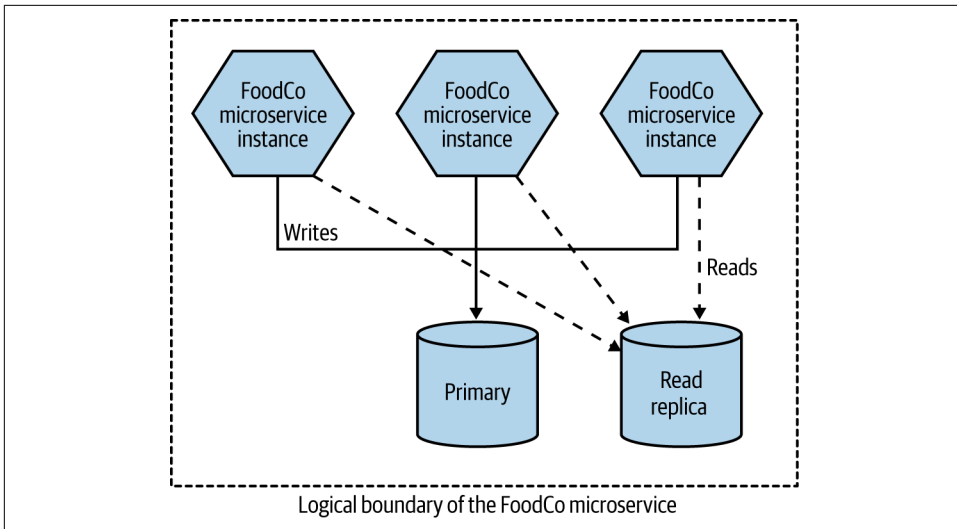 FoodCo
microservice
instance
FoodCo
microservice
instance
FoodCo
microservice
instance
Writes
Reads
Primary
Read
replica
Logical boundary of the FoodCo microservice